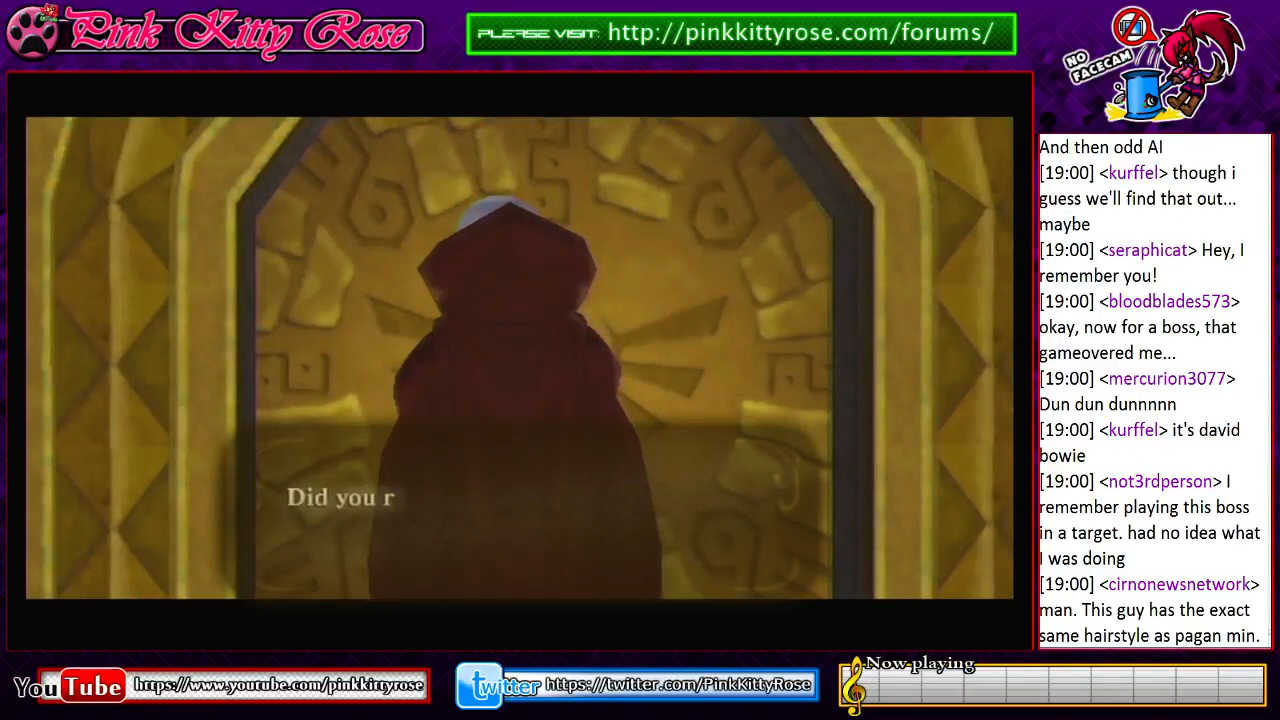 Pink Kitty Rose
PLEASE VISIT: http://pinkkittyrose.com/forums/
NO
FACECAM
And then odd AI
[19:00] <kurffel> though i
guess we'll find that out...
maybe
[19:00] <seraphicat> Hey, I
remember you!
[19:00] <bloodblades573>
okay, now for a boss, that
gameovered me...
[19:00] <mercurion3077>
Dun dun dunnnnn
[19:00] <kurffel> it's david
bowie
[19:00] <not3rdperson> I
remember playing this boss
in a target. had no idea what
I was doing
[19:00] <cirnonewsnetwork>
man. This guy has the exact
same hairstyle as pagan min.
Did you r
YouTube https://www.youtube.com/pinkkittyrose
twitter https://twitter.com/PinkKittyRose
Now playing